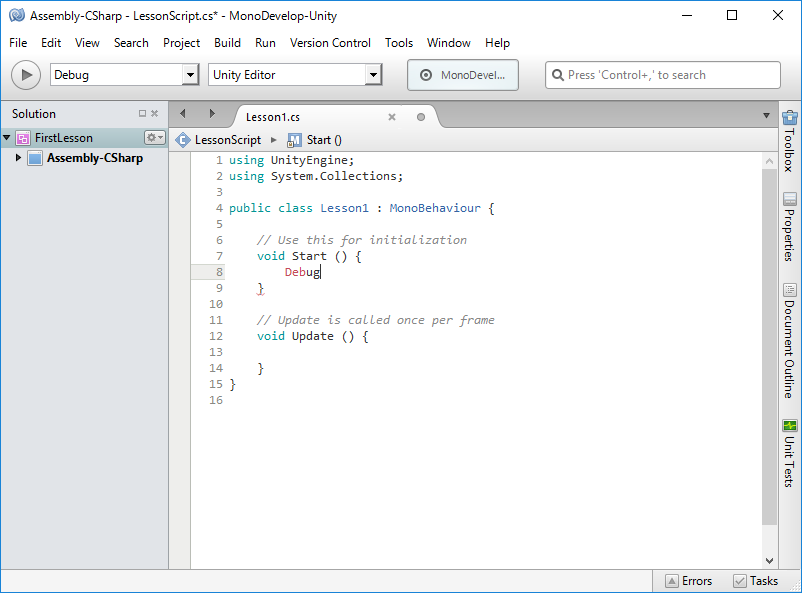 Assembly-CSharp - LessonScript.cs* - MonoDevelop-Unity
File Edit View Search Project Build Run Version Control Tools Window Help
Debug Unity Editor MonoDevel... Press 'Control+,' to search
Solution
FirstLesson
Assembly-CSharp
Lesson1.cs
LessonScript Start ()
1 using UnityEngine;
2 using System.Collections;
3
4 public class Lesson1 : MonoBehaviour {
5
6 // Use this for initialization
7 void Start () {
8 Debug
9 }
10
11 // Update is called once per frame
12 void Update () {
13
14 }
15 }
16
Toolbox
Properties
Document Outline
Unit Tests
Errors Tasks